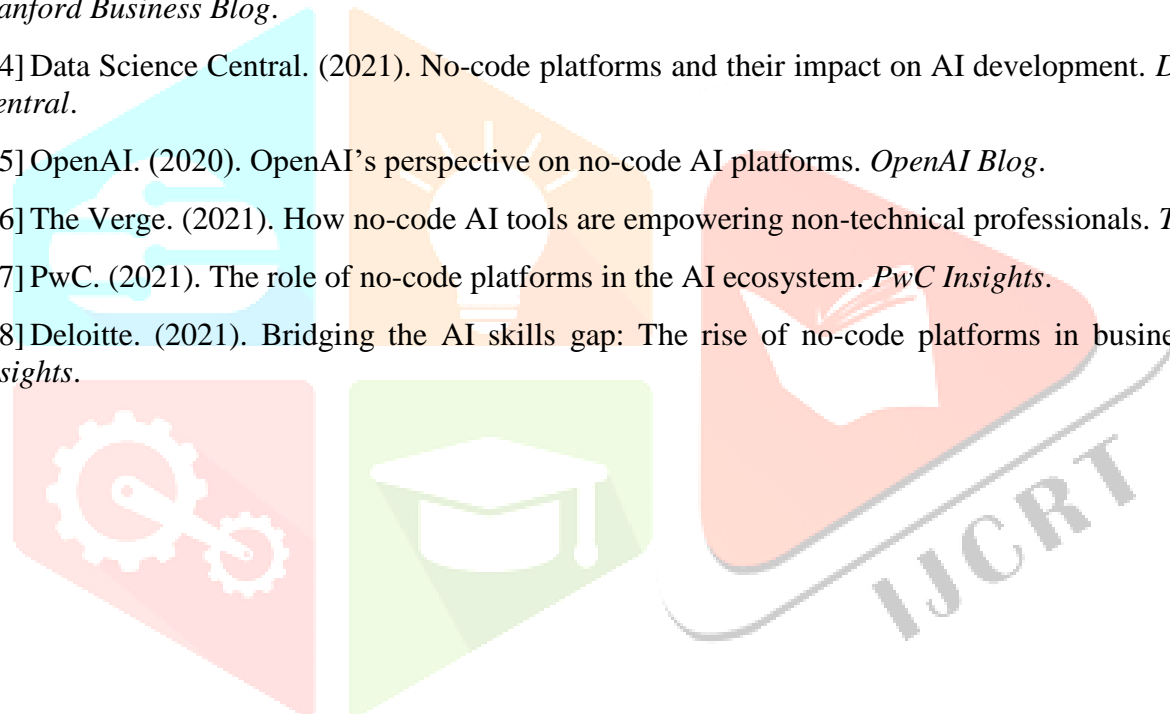 anford Business Blog.
4] Data Science Central. (2021). No-code platforms and their impact on AI development. D
entral.
5] OpenAI. (2020). OpenAI’s perspective on no-code AI platforms. OpenAI Blog.
6] The Verge. (2021). How no-code AI tools are empowering non-technical professionals. T
7] PwC. (2021). The role of no-code platforms in the AI ecosystem. PwC Insights.
8] Deloitte. (2021). Bridging the AI skills gap: The rise of no-code platforms in busine
sights.
IJCRT